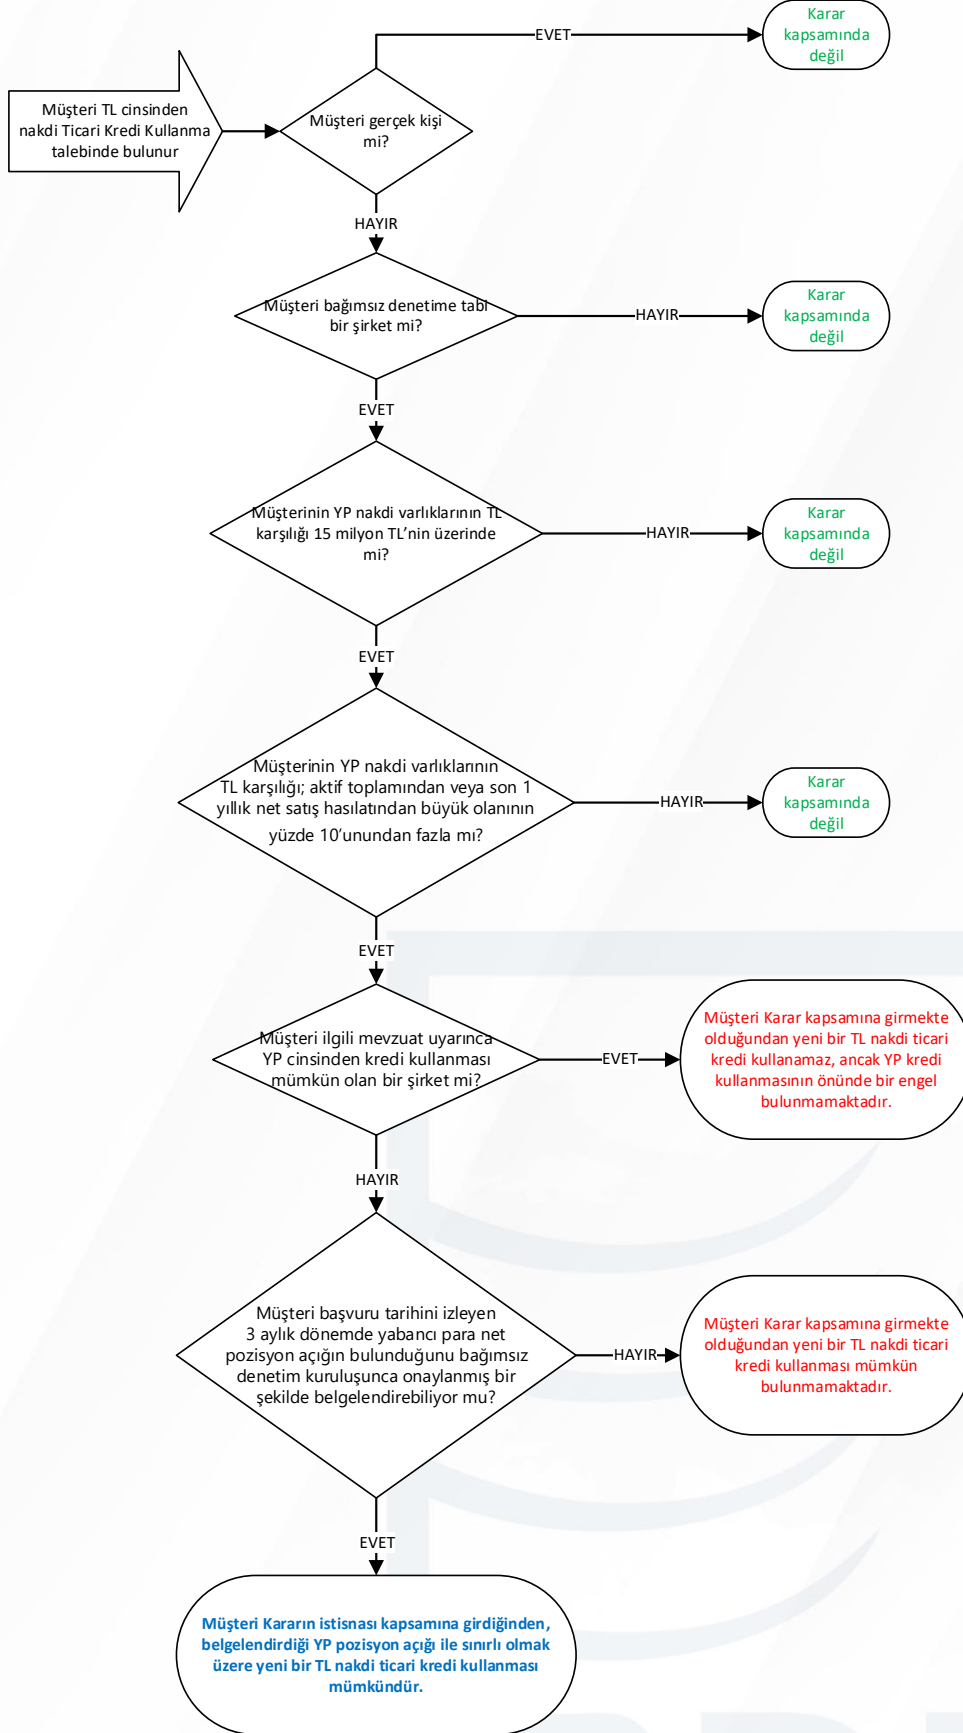 Karar
kapsamında
değil
EVET
Müşteri TL cinsinden
nakdi Ticari Kredi Kullanma
talebinde bulunur
Müşteri gerçek kişi
mi?
HAYIR
Müşteri bağımsız denetime tabi
bir şirket mi?
HAYIR
Karar
kapsamında
değil
EVET
Müşterinin YP nakdi varlıklarının TL
karşılığı 15 milyon TL’nin üzerinde
mi?
HAYIR
Karar
kapsamında
değil
EVET
Müşterinin YP nakdi varlıklarının
TL karşılığı; aktif toplamından veya son 1
yıllık net satış hasılatından büyük olanının
yüzde 10’unundan fazla mı?
HAYIR
Karar
kapsamında
değil
EVET
Müşteri ilgili mevzuat uyarınca
YP cinsinden kredi kullanması
mümkün olan bir şirket mi?
EVET
Müşteri Karar kapsamına girmekte
olduğundan yeni bir TL nakdi ticari
kredi kullanamaz, ancak YP kredi
kullanmasının önünde bir engel
bulunmamaktadır.
HAYIR
Müşteri başvuru tarihini izleyen
3 aylık dönemde yabancı para net
pozisyon açığın bulunduğunu bağımsız
denetim kuruluşunca onaylanmış bir
şekilde belgelendirebiliyor mu?
HAYIR
Müşteri Karar kapsamına girmekte
olduğundan yeni bir TL nakdi ticari
kredi kullanması mümkün
bulunmamaktadır.
EVET
Müşteri Kararın istisnası kapsamına girdiğinden,
belgelendirdiği YP pozisyon açığı ile sınırlı olmak
üzere yeni bir TL nakdi ticari kredi kullanması
mümkündür.